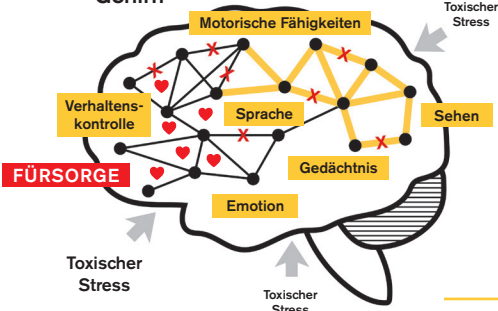 Gehirn
Motorische Fähigkeiten
Toxischer
Stress
Verhaltens-
kontrolle
Sprache
Sehen
FÜRSORGE
Gedächtnis
Emotion
Toxischer
Stress
Toxischer
Stress